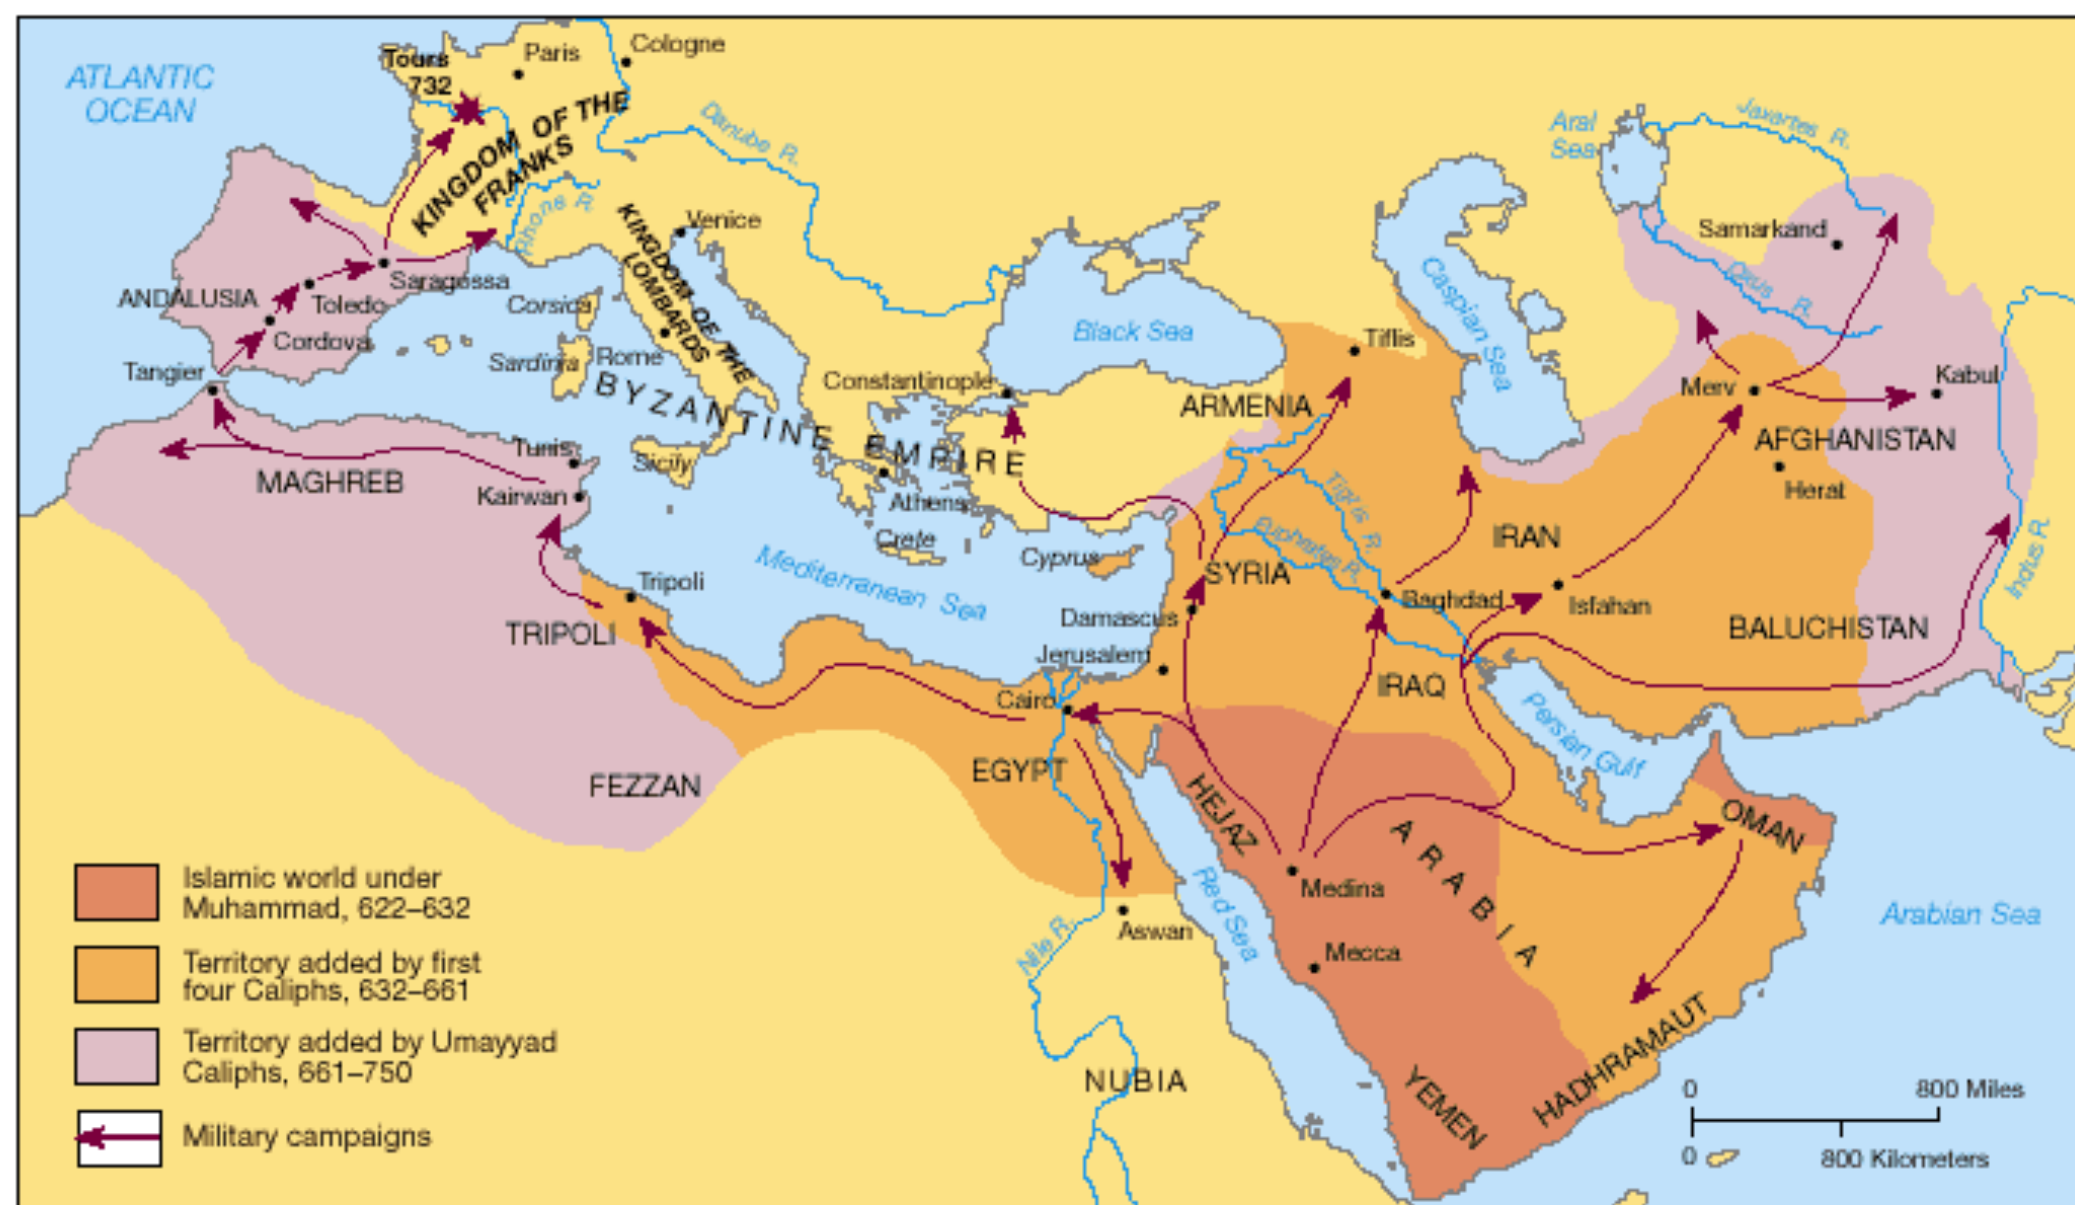 ATLANTIC
OCEAN
Tours
732
Paris
Cologne
KINGDOM OF THE
FRANKS
Danube R.
Rhone R.
KINGDOM OF THE
LOMBARDS
Venice
Aral
Sea
Jaxartes R.
Samarkand
Oxus R.
Caspian Sea
Black Sea
Tiflis
Saragossa
ANDALUSIA
Toledo
Cordova
Corsica
Sardinia
Rome
Tangier
Constantinople
BYZANTINE EMPIRE
ARMENIA
Merv
Kabul
AFGHANISTAN
Herat
MAGHREB
Tunis
Kairwan
Sicily
Athens
Crete
Cyprus
Mediterranean Sea
Tigris R.
Euphrates R.
SYRIA
IRAN
Indus R.
Tripoli
TRIPOLI
Damascus
Jerusalem
Baghdad
Isfahan
BALUCHISTAN
IRAQ
Cairo
Persian Gulf
EGYPT
FEZZAN
HEJAZ
ARABIA
OMAN
Medina
Mecca
Red Sea
Aswan
Nile R.
Arabian Sea
NUBIA
YEMEN
HADHRAMAUT
Islamic world under
Muhammad, 622–632
Territory added by first
four Caliphs, 632–661
Territory added by Umayyad
Caliphs, 661–750
Military campaigns
0 800 Miles
0 800 Kilometers